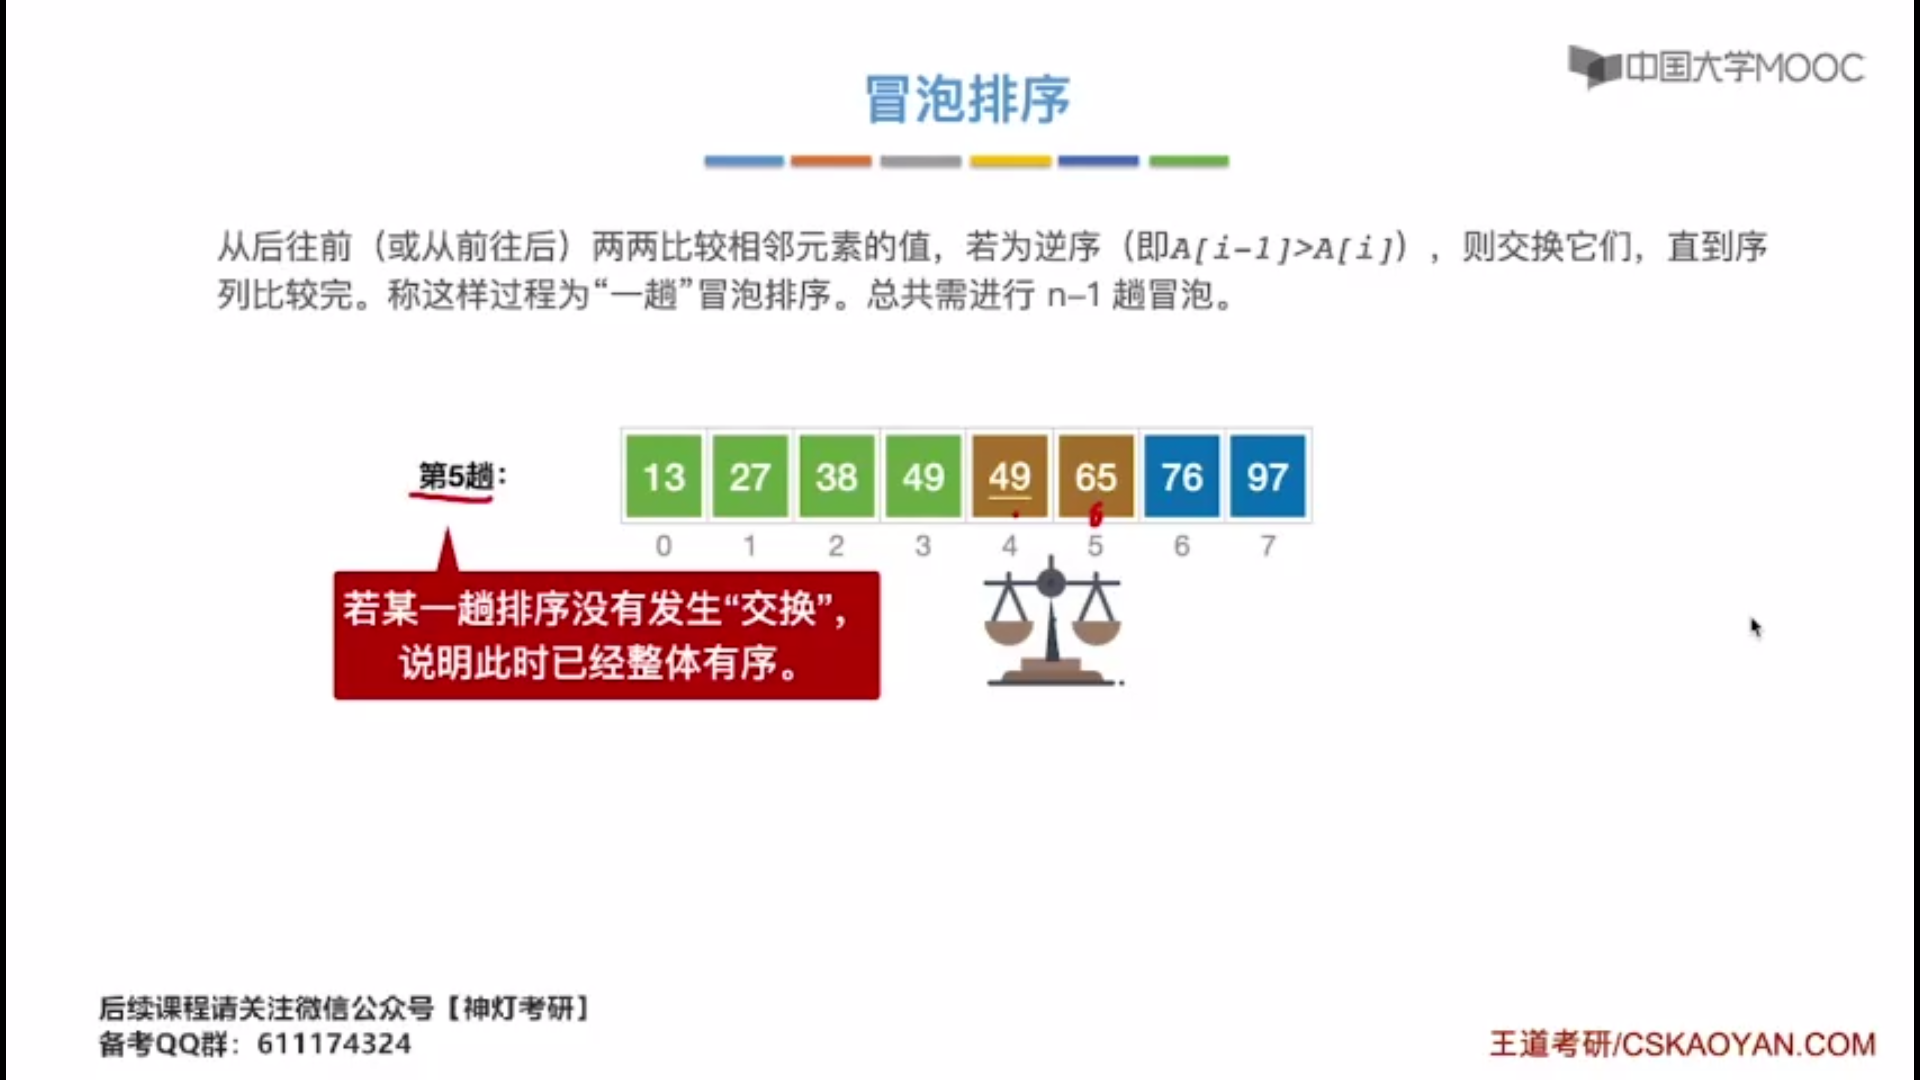 中国大学MOOC
冒泡排序
从后往前（或从前往后）两两比较相邻元素的值，若为逆序（即A[i-1]>A[i]），则交换它们，直到序
列比较完。称这样过程为“一趟”冒泡排序。总共需进行 n-1 趟冒泡。
第5趟：
13 27 38 49 49 65 76 97
0 1 2 3 4 5 6 7
若某一趟排序没有发生“交换”，
说明此时已经整体有序。
后续课程请关注微信公众号【神灯考研】
备考QQ群：611174324
王道考研/CSKAOYAN.COM